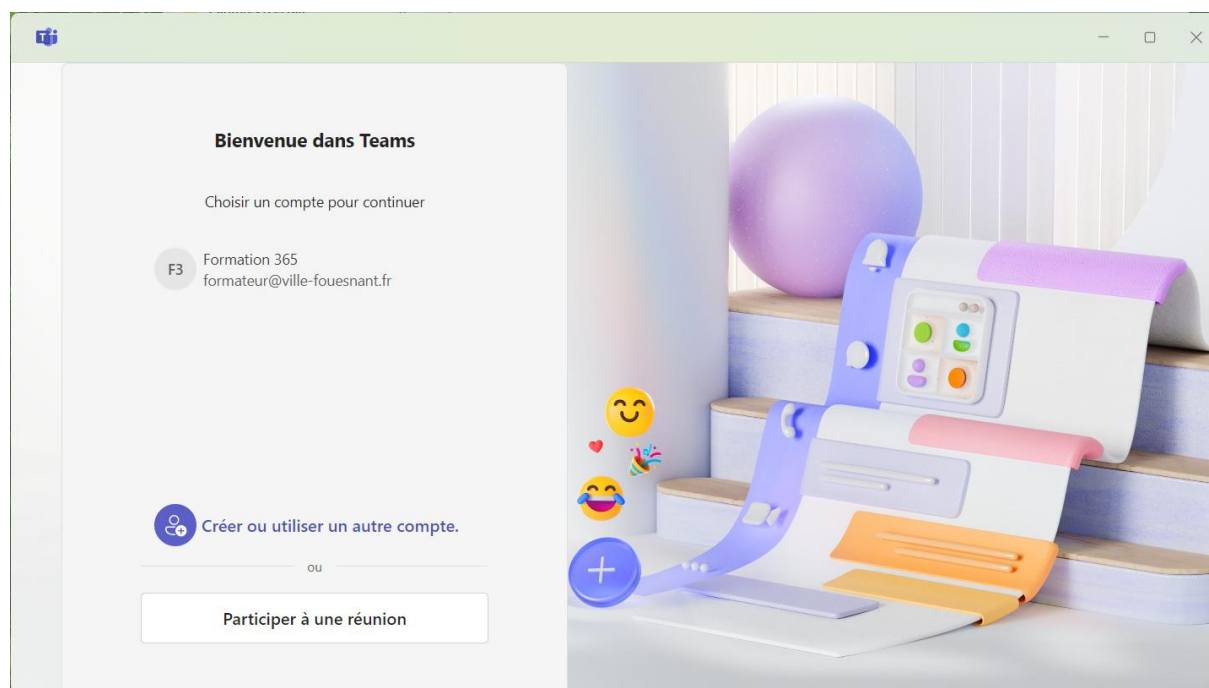 Bienvenue dans Teams
Choisir un compte pour continuer
F3
Formation 365
formateur@ville-fouesnant.fr
Créer ou utiliser un autre compte.
ou
Participer à une réunion